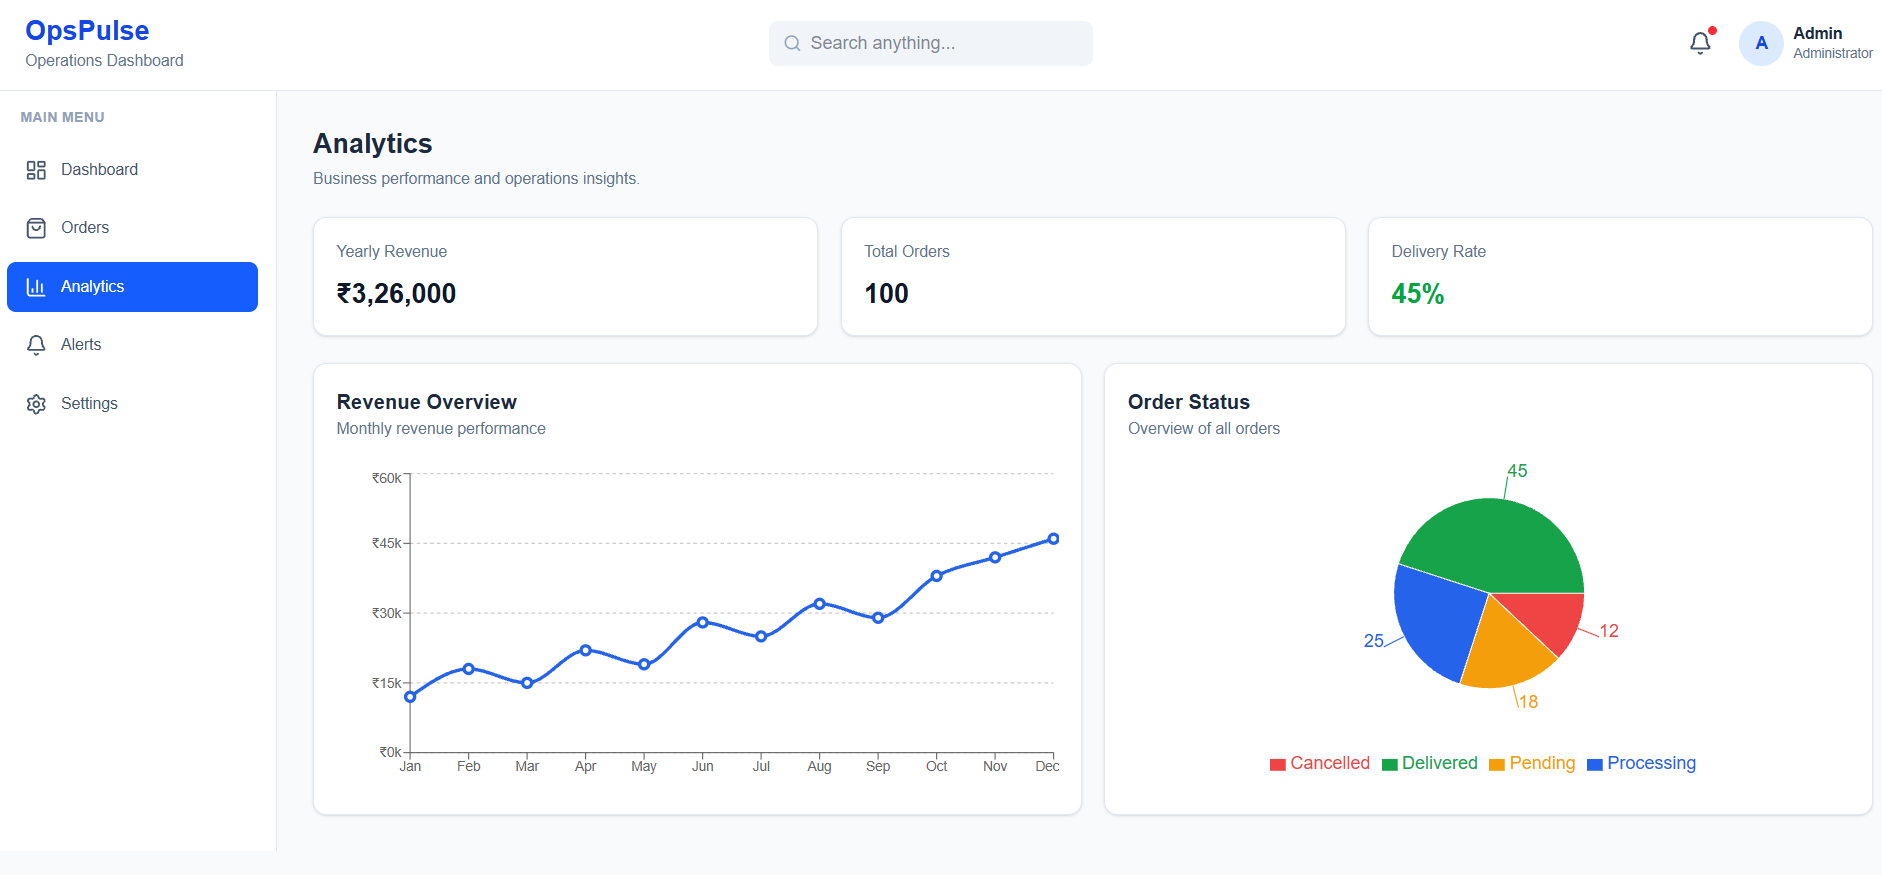 OpsPulse
Operations Dashboard
Search anything...
A
Admin
Administrator
MAIN MENU
Dashboard
Orders
Analytics
Alerts
Settings
Analytics
Business performance and operations insights.
Yearly Revenue
₹3,26,000
Total Orders
100
Delivery Rate
45%
Revenue Overview
Monthly revenue performance
₹60k
₹45k
₹30k
₹15k
₹0k
Jan Feb Mar Apr May Jun Jul Aug Sep Oct Nov Dec
Order Status
Overview of all orders
45
12
25
18
Cancelled Delivered Pending Processing